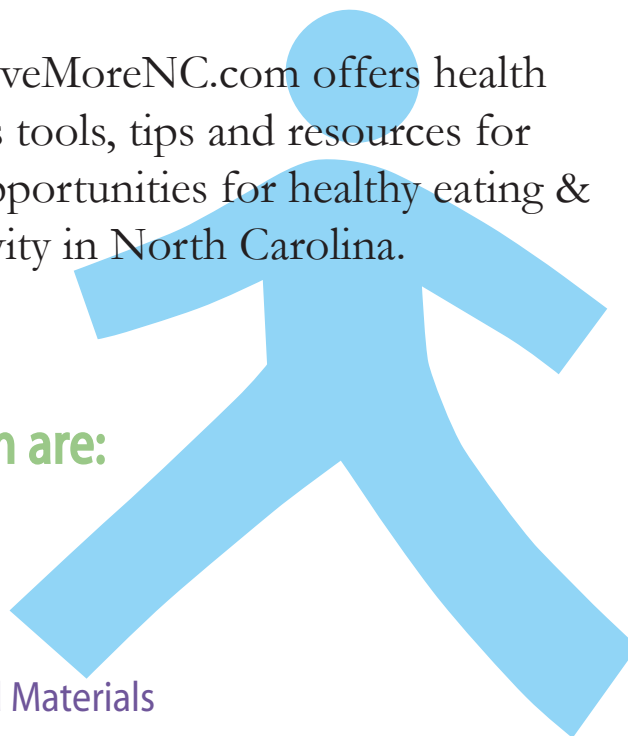 veMoreNC.com offers health
s tools, tips and resources for
pportunities for healthy eating &
vity in North Carolina.
n are:
l Materials